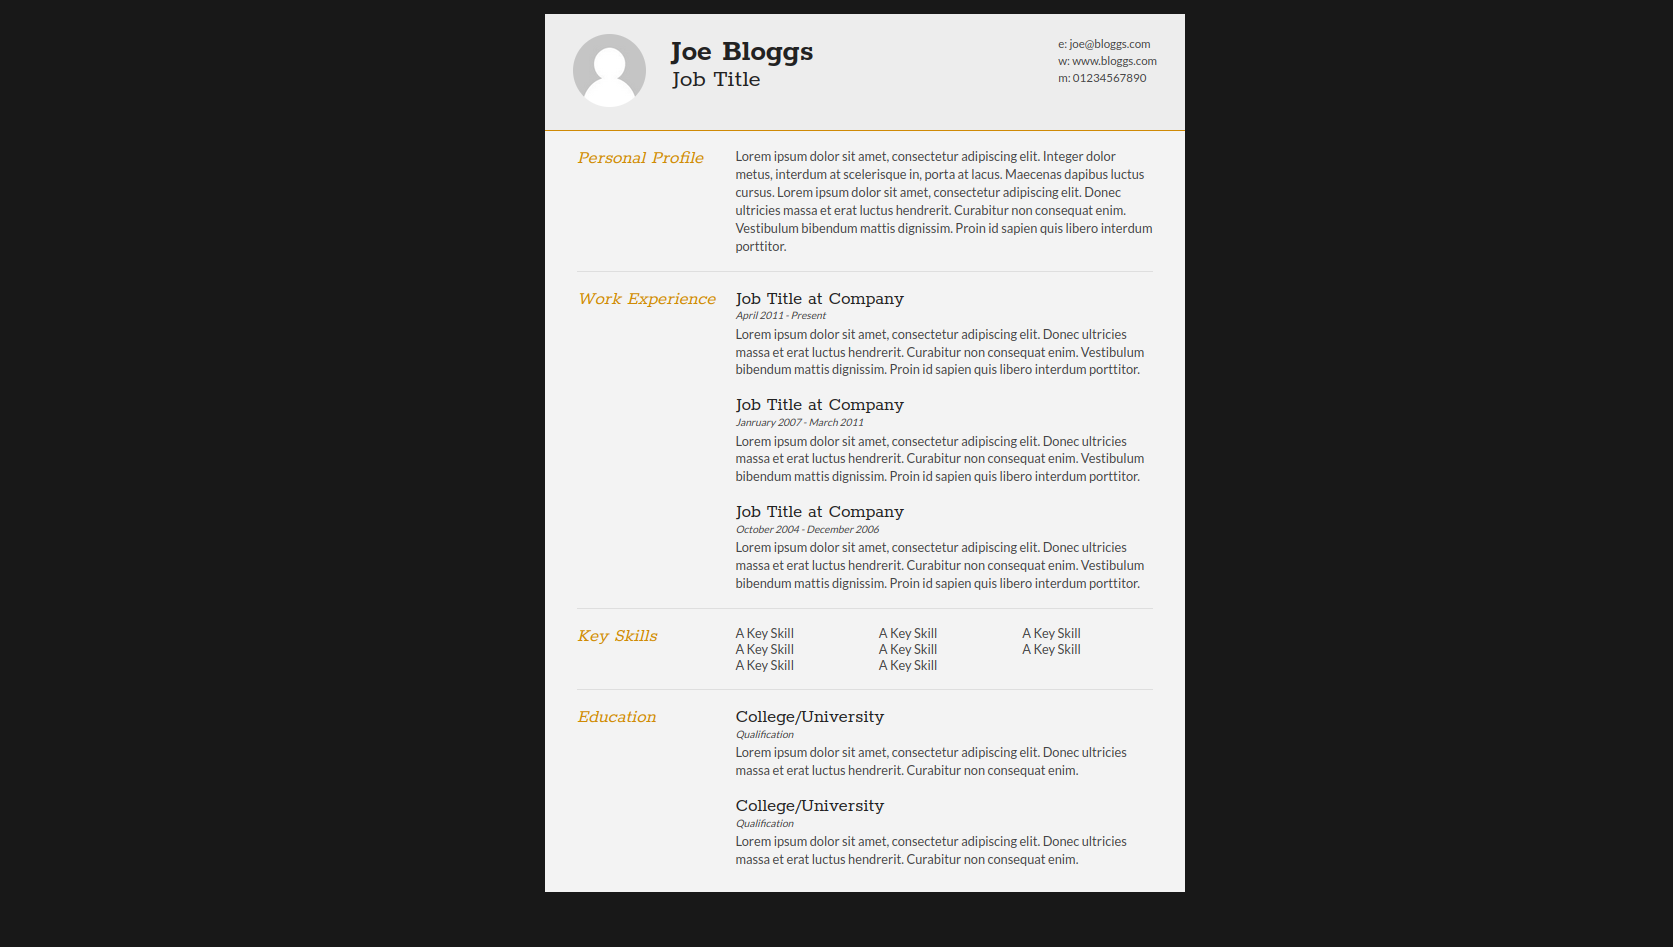 Joe Bloggs
Job Title
e: joe@bloggs.com
w: www.bloggs.com
m: 01234567890
Personal Profile
Lorem ipsum dolor sit amet, consectetur adipiscing elit. Integer dolor
metus, interdum at scelerisque in, porta at lacus. Maecenas dapibus luctus
cursus. Lorem ipsum dolor sit amet, consectetur adipiscing elit. Donec
ultricies massa et erat luctus hendrerit. Curabitur non consequat enim.
Vestibulum bibendum mattis dignissim. Proin id sapien quis libero interdum
porttitor.
Work Experience
Job Title at Company
April 2011 - Present
Lorem ipsum dolor sit amet, consectetur adipiscing elit. Donec ultricies
massa et erat luctus hendrerit. Curabitur non consequat enim. Vestibulum
bibendum mattis dignissim. Proin id sapien quis libero interdum porttitor.
Job Title at Company
Janruary 2007 - March 2011
Lorem ipsum dolor sit amet, consectetur adipiscing elit. Donec ultricies
massa et erat luctus hendrerit. Curabitur non consequat enim. Vestibulum
bibendum mattis dignissim. Proin id sapien quis libero interdum porttitor.
Job Title at Company
October 2004 - December 2006
Lorem ipsum dolor sit amet, consectetur adipiscing elit. Donec ultricies
massa et erat luctus hendrerit. Curabitur non consequat enim. Vestibulum
bibendum mattis dignissim. Proin id sapien quis libero interdum porttitor.
Key Skills
A Key Skill A Key Skill A Key Skill
A Key Skill A Key Skill A Key Skill
A Key Skill A Key Skill
Education
College/University
Qualification
Lorem ipsum dolor sit amet, consectetur adipiscing elit. Donec ultricies
massa et erat luctus hendrerit. Curabitur non consequat enim.
College/University
Qualification
Lorem ipsum dolor sit amet, consectetur adipiscing elit. Donec ultricies
massa et erat luctus hendrerit. Curabitur non consequat enim.